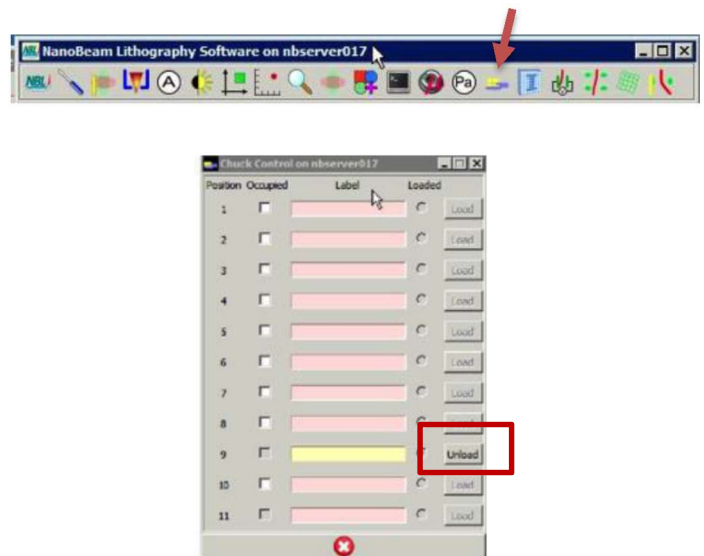 NBL NanoBeam Lithography Software on nbserver017
NBL A Pa
Chuck Control on nbserver017
Position Occupied Label Loaded
1 Load
2 Load
3 Load
4 Load
5 Load
6 Load
7 Load
8
9 Unload
10 Load
11 Load